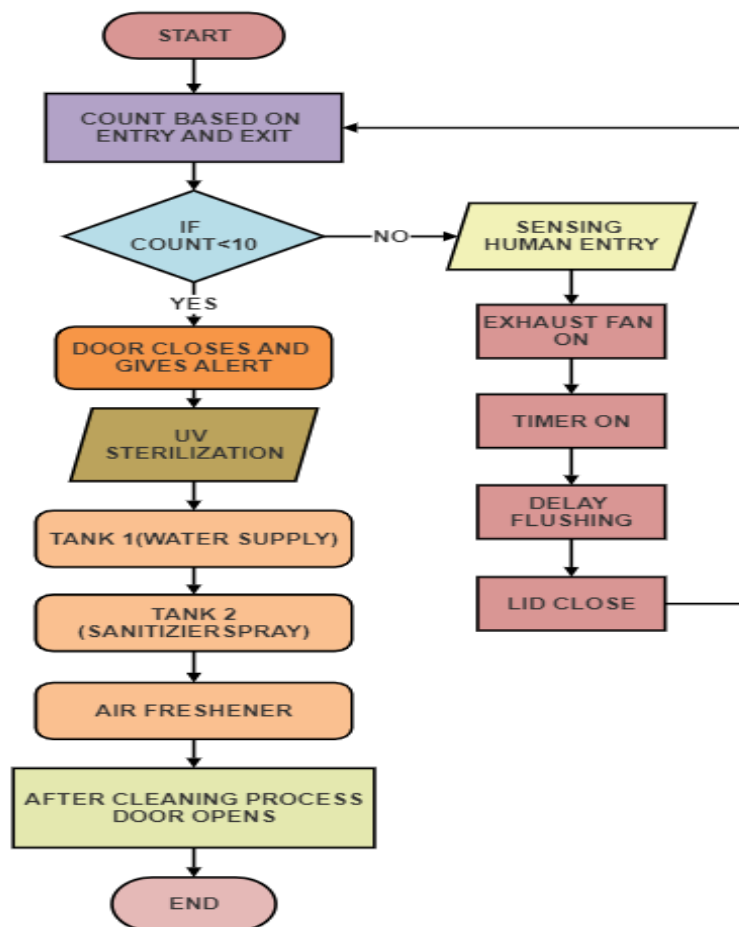 START
COUNT BASED ON
ENTRY AND EXIT
IF
COUNT<10
NO
SENSING
HUMAN ENTRY
YES
EXHAUST FAN
ON
DOOR CLOSES AND
GIVES ALERT
TIMER ON
UV
STERILIZATION
DELAY
FLUSHING
TANK 1(WATER SUPPLY)
LID CLOSE
TANK 2
(SANITIZIERSPRAY)
AIR FRESHENER
AFTER CLEANING PROCESS
DOOR OPENS
END